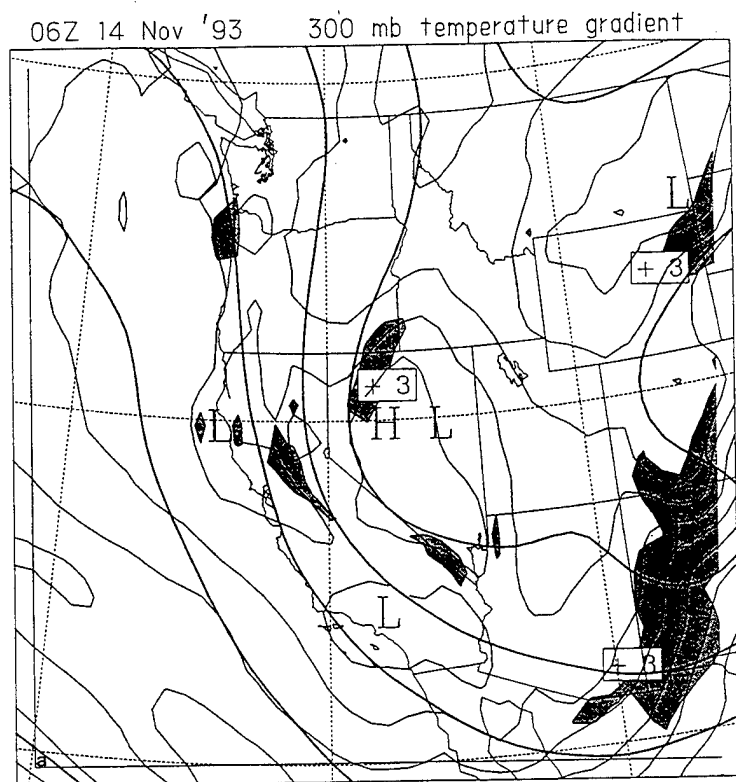 06Z 14 Nov '93 300 mb temperature gradient
L
+ 3
+ 3
L H L
L
+ 3
a